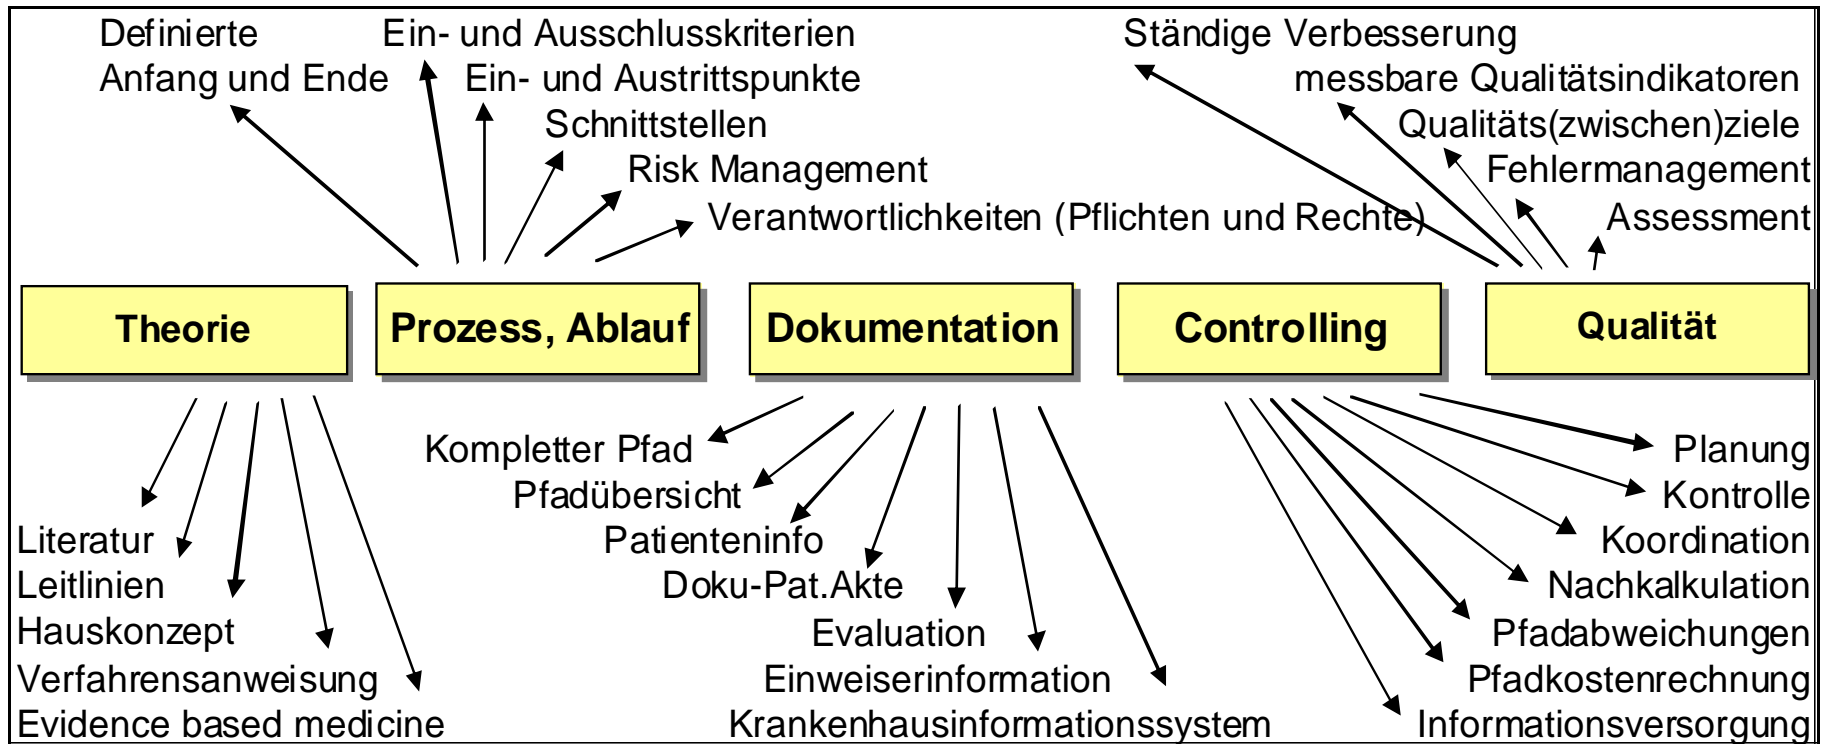 Definierte
Anfang und Ende
Ein- und Ausschlusskriterien
Ein- und Austrittspunkte
Schnittstellen
Risk Management
Verantwortlichkeiten (Pflichten und Rechte)
Ständige Verbesserung
messbare Qualitätsindikatoren
Qualitäts(zwischen)ziele
Fehlermanagement
Assessment
Theorie
Prozess, Ablauf
Dokumentation
Controlling
Qualität
Literatur
Leitlinien
Hauskonzept
Verfahrensanweisung
Evidence based medicine
Kompletter Pfad
Pfadübersicht
Patienteninfo
Doku-Pat.Akte
Evaluation
Einweiserinformation
Krankenhausinformationssystem
Planung
Kontrolle
Koordination
Nachkalkulation
Pfadabweichungen
Pfadkostenrechnung
Informationsversorgung